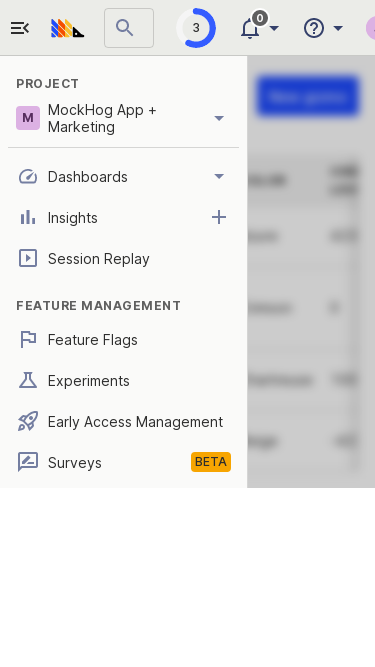 3
0
PROJECT
M
MockHog App +
Marketing
Dashboards
Insights
Session Replay
FEATURE MANAGEMENT
Feature Flags
Experiments
Early Access Management
Surveys
BETA